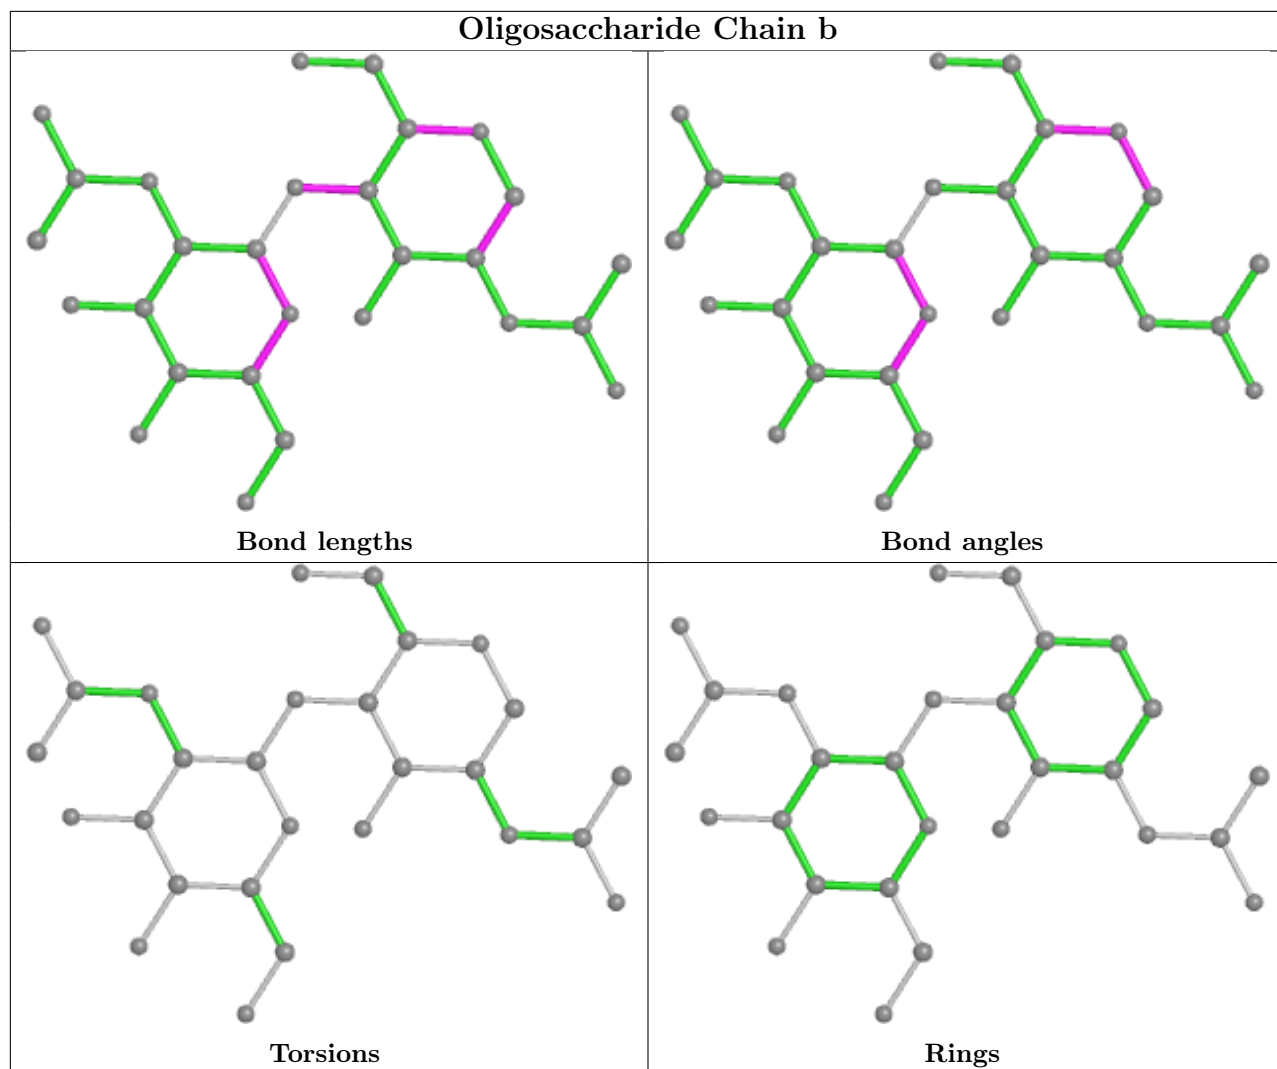 Oligosaccharide Chain b
Bond lengths
Bond angles
Torsions
Rings